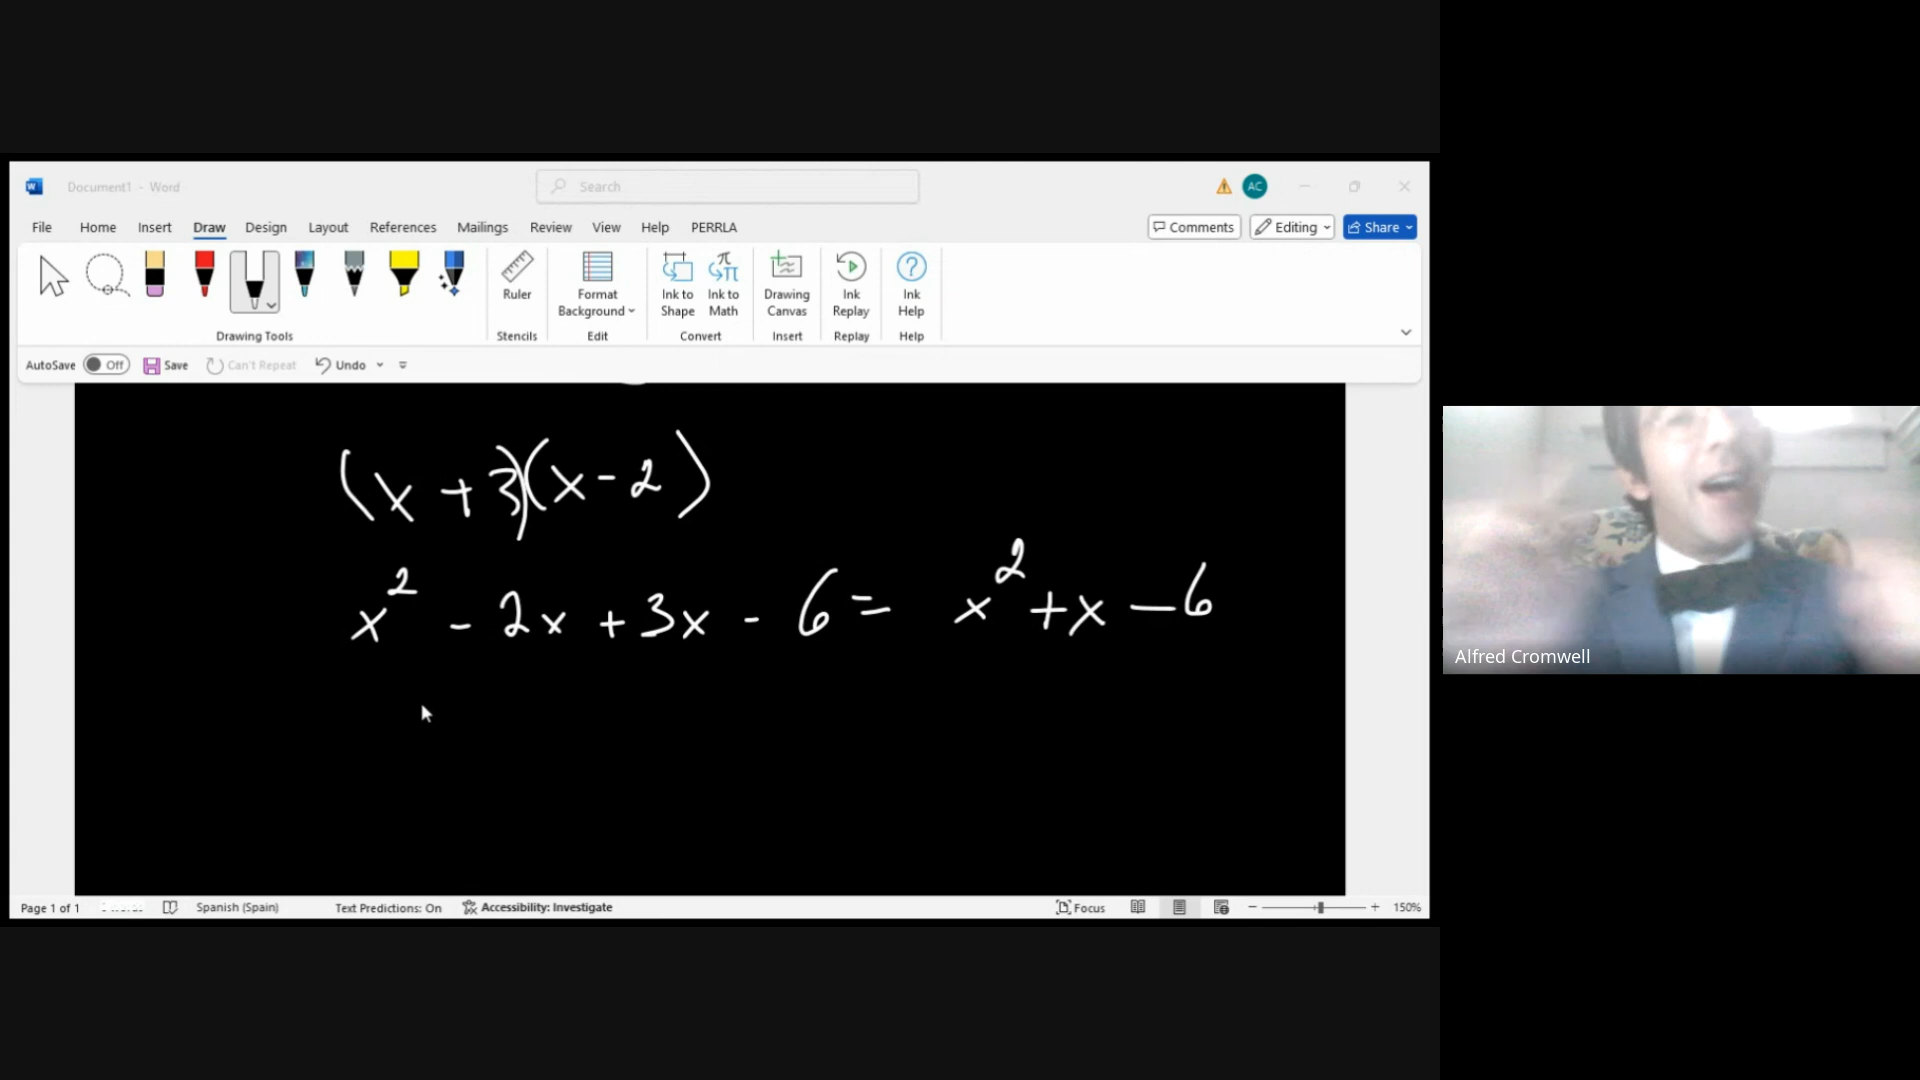 Document1 - Word
Search
AC
File Home Insert Draw Design Layout References Mailings Review View Help PERRLA
Comments Editing Share
Ruler
Format Background
Ink to Shape
Ink to Math
Drawing Canvas
Ink Replay
Ink Help
Drawing Tools Stencils Edit Convert Insert Replay Help
AutoSave Off Save Can't Repeat Undo
(x + 3)(x - 2)
x² - 2x + 3x - 6 = x² + x - 6
Alfred Cromwell
Page 1 of 1 Spanish (Spain) Text Predictions: On Accessibility: Investigate Focus 150%